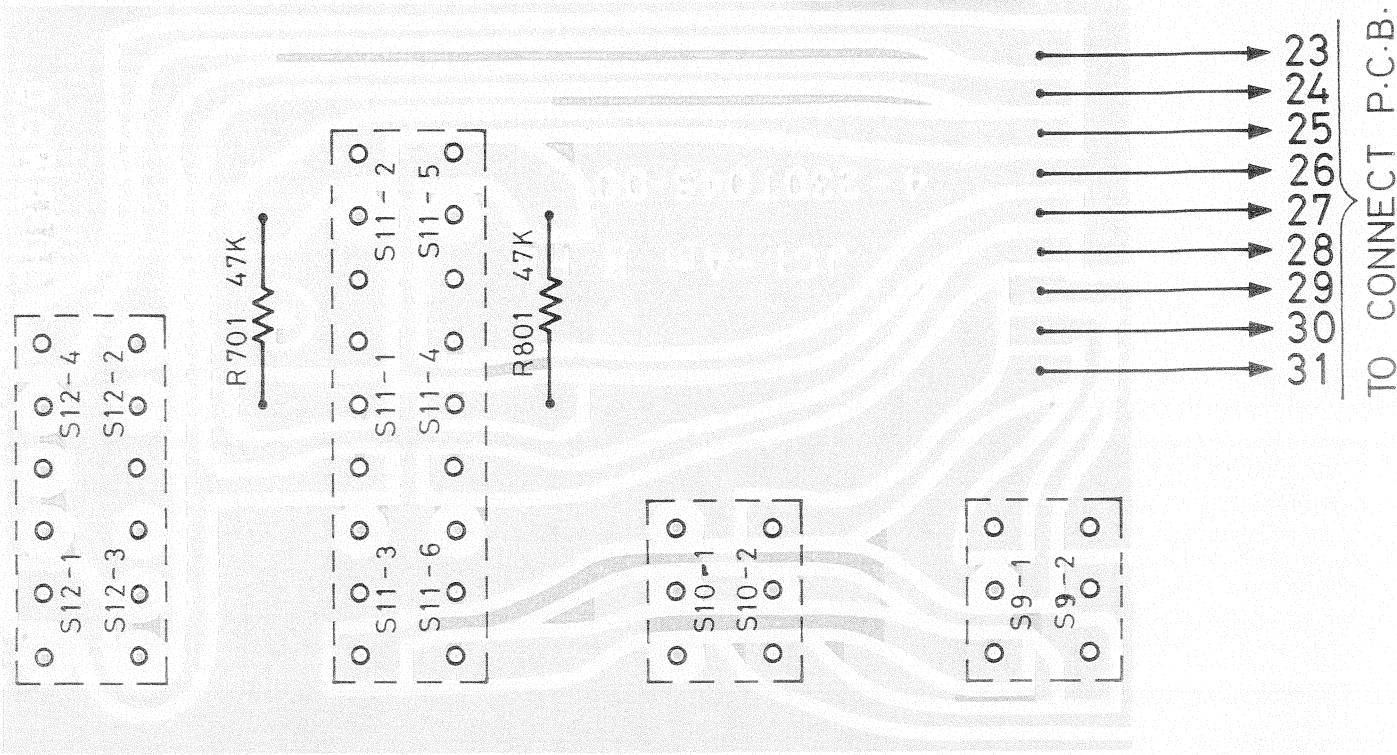 23
24
25
26
27
28
29
30
31
TO CONNECT P.C.B.
S11-2
S11-5
R701 47K
R801 47K
S11-1
S11-4
S12-4
S12-2
S12-1
S12-3
S11-3
S11-6
S10-1
S10-2
S9-1
S9-2